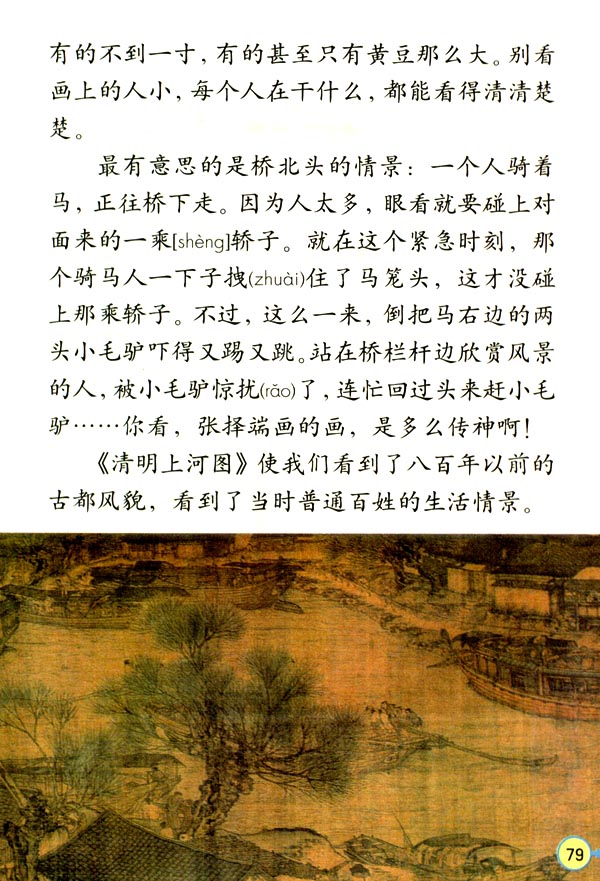 有的不到一寸，有的甚至只有黄豆那么大。别看
画上的人小，每个人在干什么，都能看得清清楚
楚。
最有意思的是桥北头的情景：一个人骑着
马，正往桥下走。因为人太多，眼看就要碰上对
面来的一乘[shèng]轿子。就在这个紧急时刻，那
个骑马人一下子拽(zhuài)住了马笼头，这才没碰
上那乘轿子。不过，这么一来，倒把马右边的两
头小毛驴吓得又踢又跳。站在桥栏杆边欣赏风景
的人，被小毛驴惊扰(rǎo)了，连忙回过头来赶小毛
驴……你看，张择端画的画，是多么传神啊！
《清明上河图》使我们看到了八百年以前的
古都风貌，看到了当时普通百姓的生活情景。
79